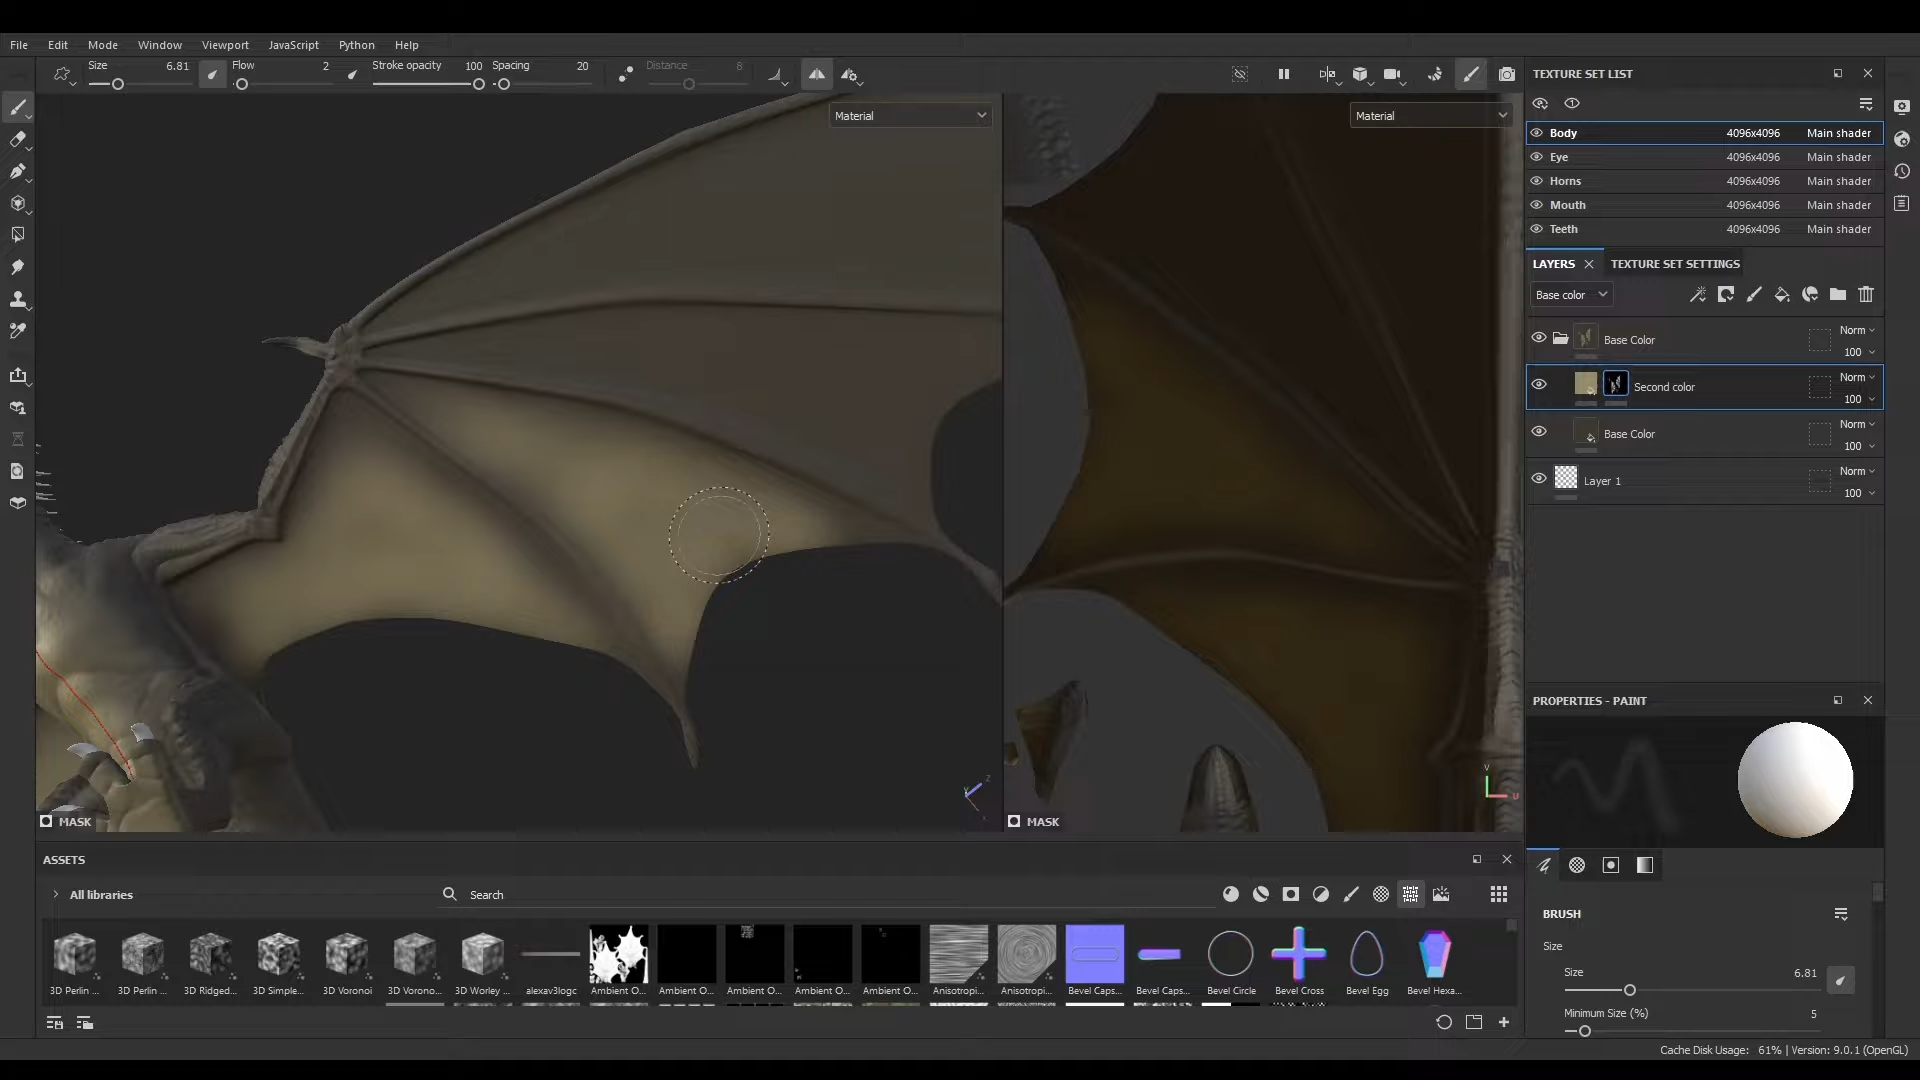 File Edit Mode Window Viewport JavaScript Python Help
Size 6.81 Flow 2 Stroke opacity 100 Spacing 20 Distance 8
Material
Material
TEXTURE SET LIST
Body 4096x4096 Main shader
Eye 4096x4096 Main shader
Horns 4096x4096 Main shader
Mouth 4096x4096 Main shader
Teeth 4096x4096 Main shader
LAYERS TEXTURE SET SETTINGS
Base color
Base Color Norm 100
Second color Norm 100
Base Color Norm 100
Layer 1 Norm 100
PROPERTIES - PAINT
BRUSH
Size
Size 6.81
Minimum Size (%) 5
Z
V
U
MASK
MASK
ASSETS
All libraries
Search
3D Perlin ... 3D Perlin ... 3D Ridged... 3D Simple... 3D Voronoi 3D Vorono... 3D Worley ... alexav3logc Ambient O... Ambient O... Ambient O... Ambient O... Ambient O... Anisotropi... Anisotropi... Bevel Caps... Bevel Caps... Bevel Circle Bevel Cross Bevel Egg Bevel Hexa...
Cache Disk Usage: 61% | Version: 9.0.1 (OpenGL)